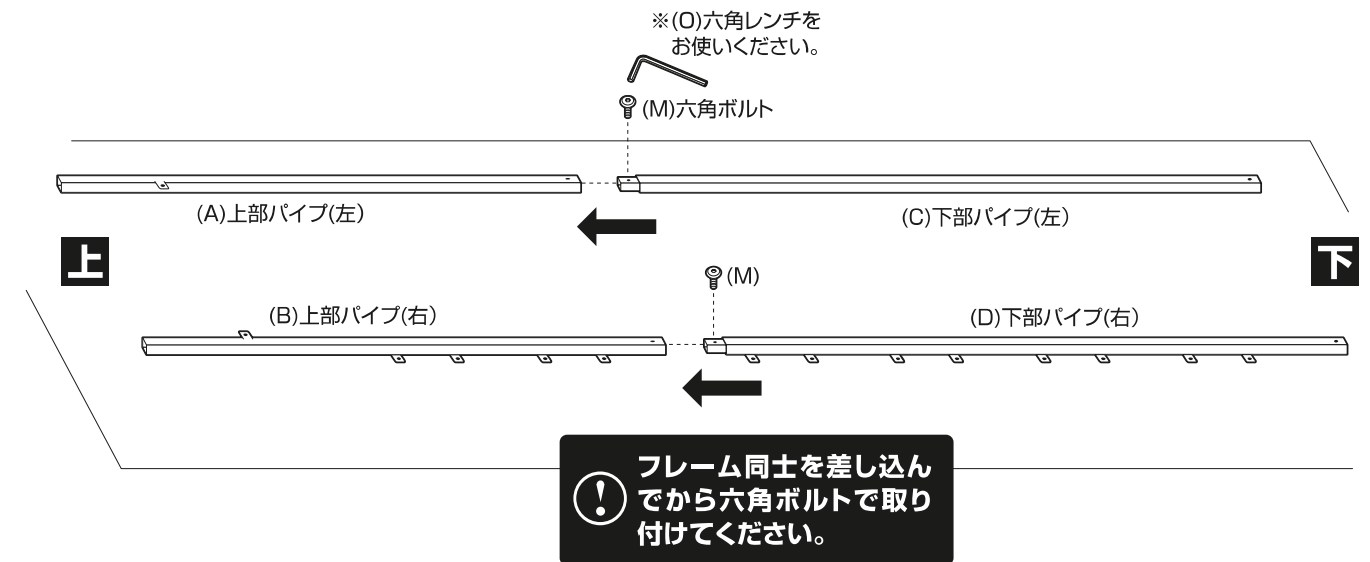 ※(O)六角レンチを
お使いください。
(M)六角ボルト
(A)上部パイプ(左)
(C)下部パイプ(左)
上
下
(M)
(B)上部パイプ(右)
(D)下部パイプ(右)
フレーム同士を差し込ん
でから六角ボルトで取り
付けてください。